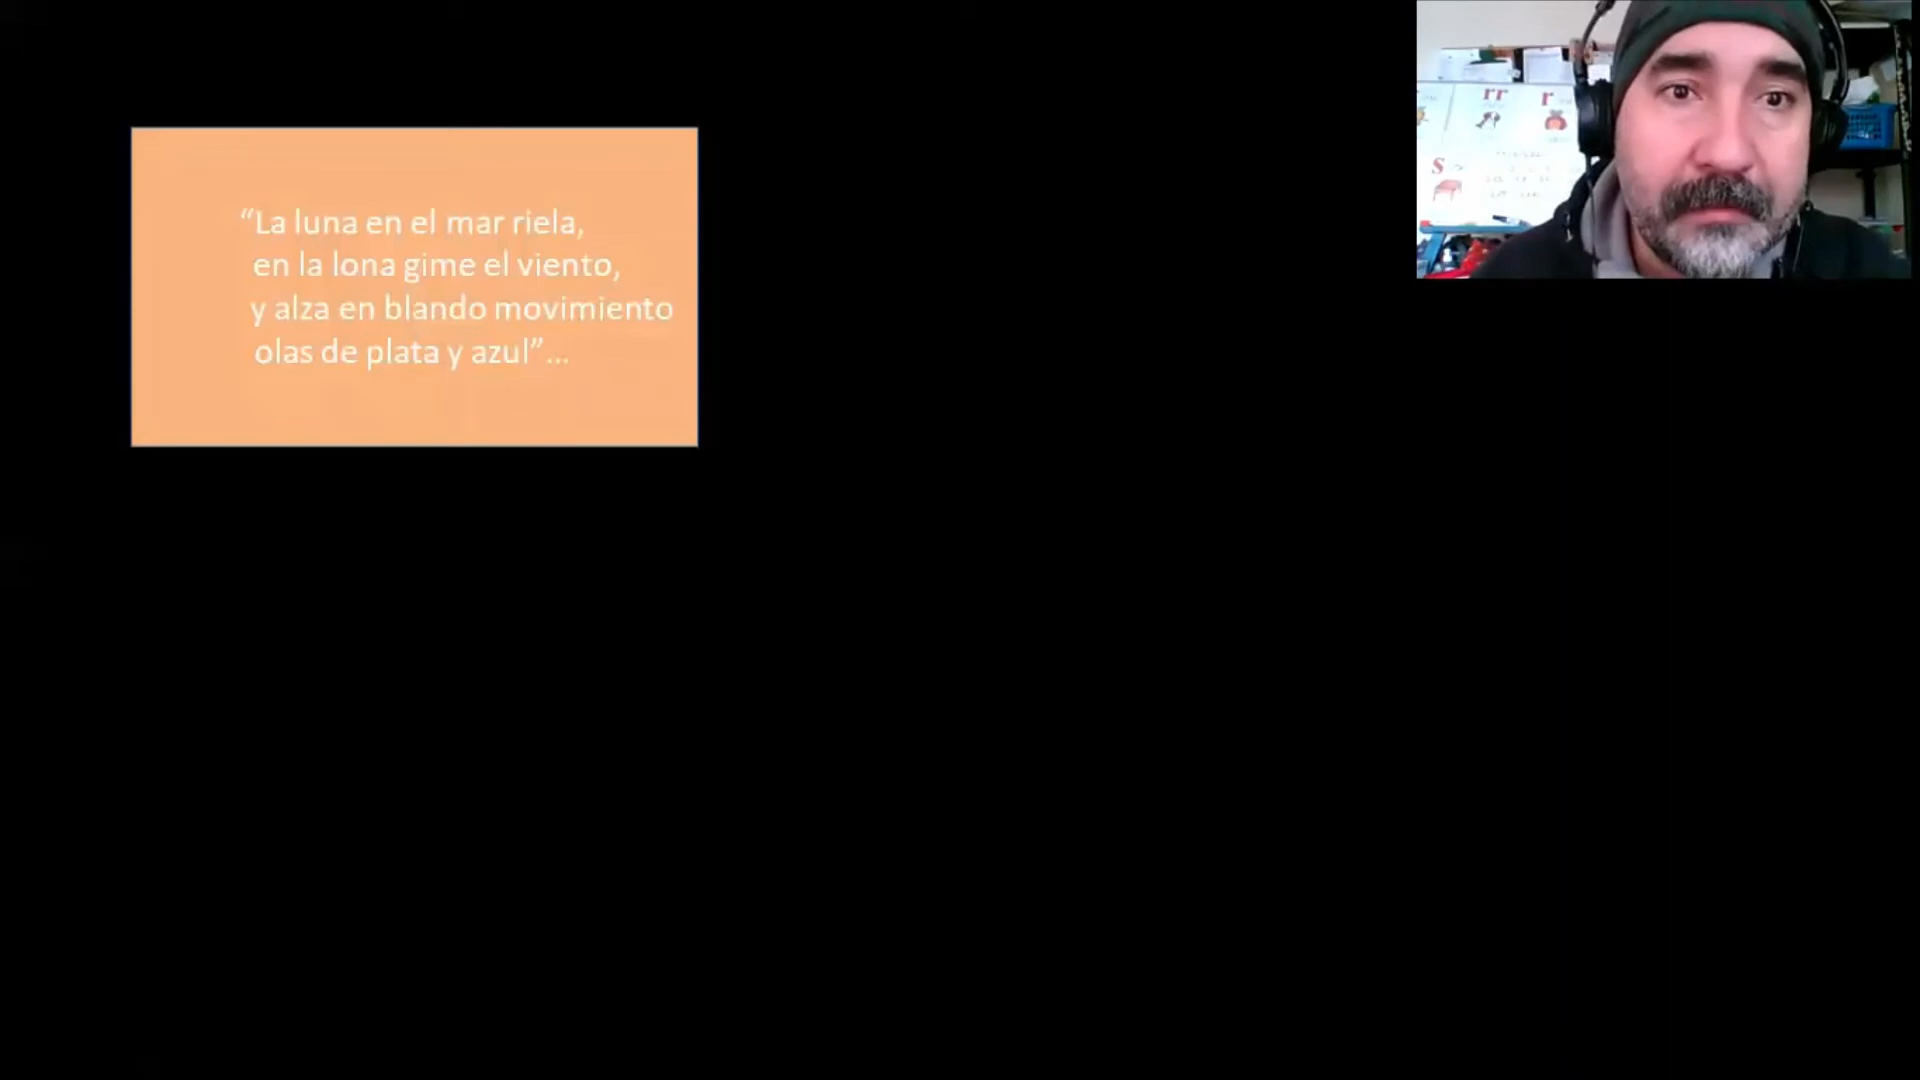 “La luna en el mar riela,
en la lona gime el viento,
y alza en blando movimiento
olas de plata y azul”...
rr
r
s